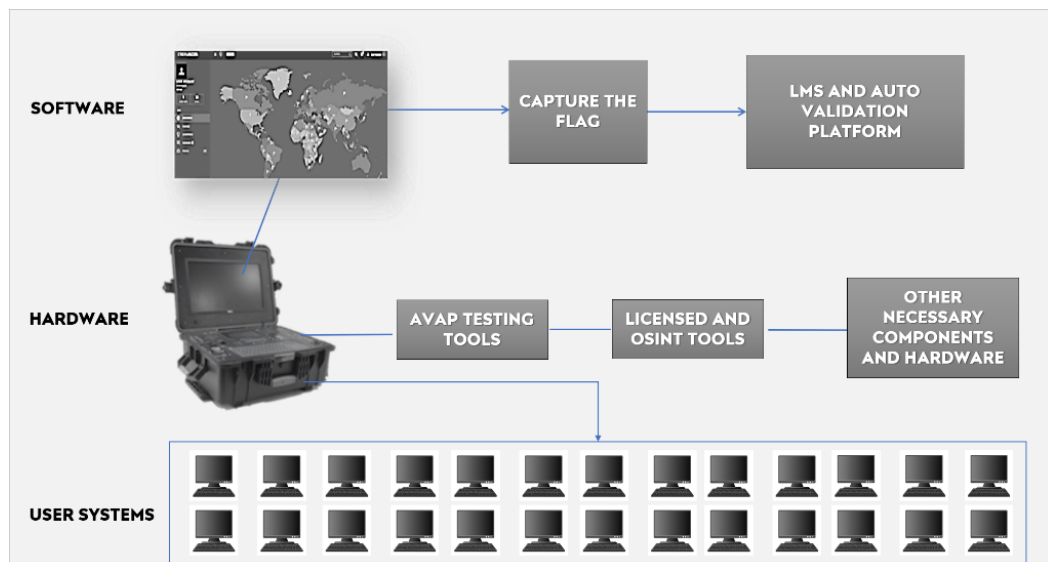 SOFTWARE
CAPTURE THE
FLAG
LMS AND AUTO
VALIDATION
PLATFORM
HARDWARE
AVAP TESTING
TOOLS
LICENSED AND
OSINT TOOLS
OTHER
NECESSARY
COMPONENTS
AND HARDWARE
USER SYSTEMS